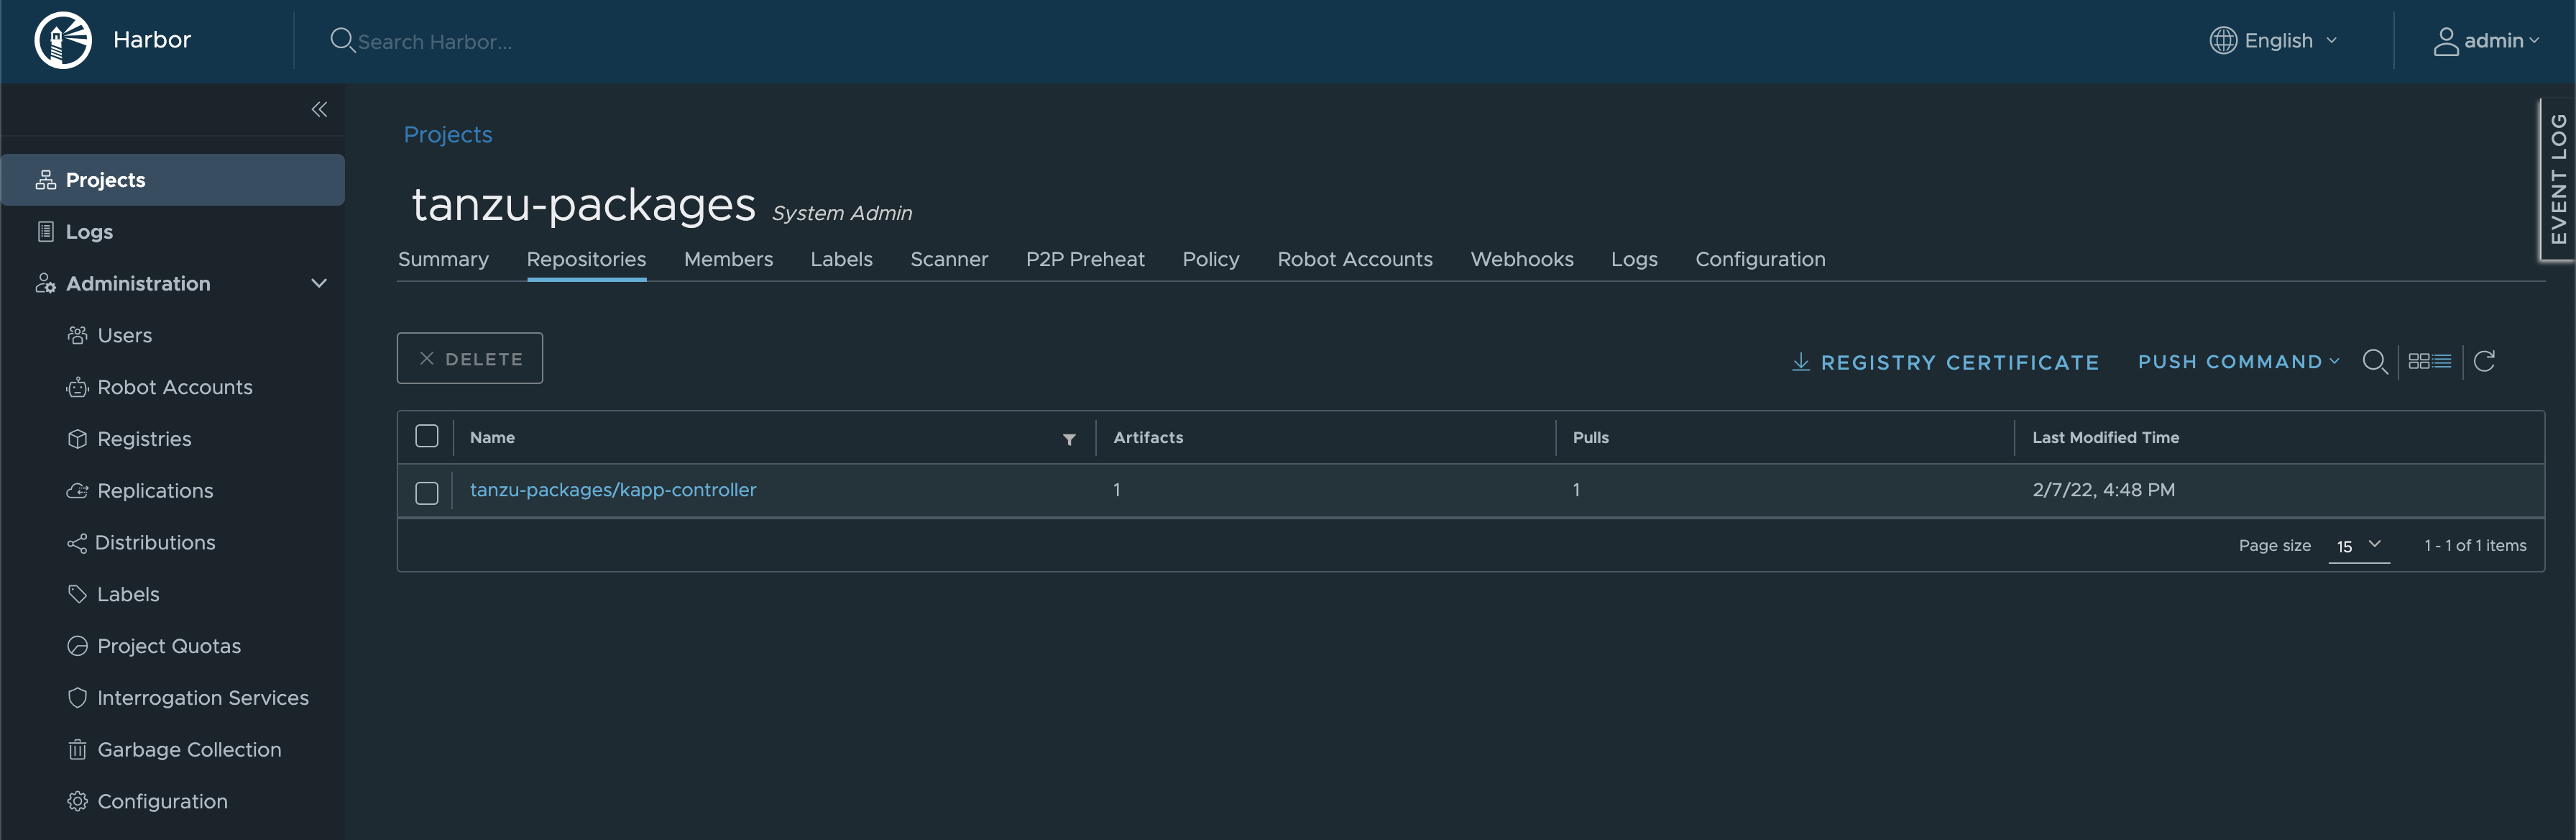 Harbor
Search Harbor...
English
admin
EVENT LOG
Projects
Logs
Administration
Users
Robot Accounts
Registries
Replications
Distributions
Labels
Project Quotas
Interrogation Services
Garbage Collection
Configuration
Projects
tanzu-packages System Admin
Summary Repositories Members Labels Scanner P2P Preheat Policy Robot Accounts Webhooks Logs Configuration
DELETE REGISTRY CERTIFICATE PUSH COMMAND
Name Artifacts Pulls Last Modified Time
tanzu-packages/kapp-controller 1 1 2/7/22, 4:48 PM
Page size 15 1 - 1 of 1 items